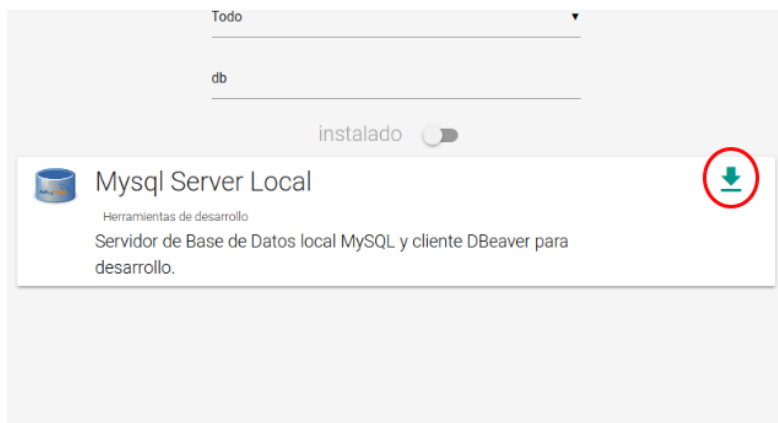 Todo
db
instalado
Mysql Server Local
Herramientas de desarrollo
Servidor de Base de Datos local MySQL y cliente DBeaver para
desarrollo.